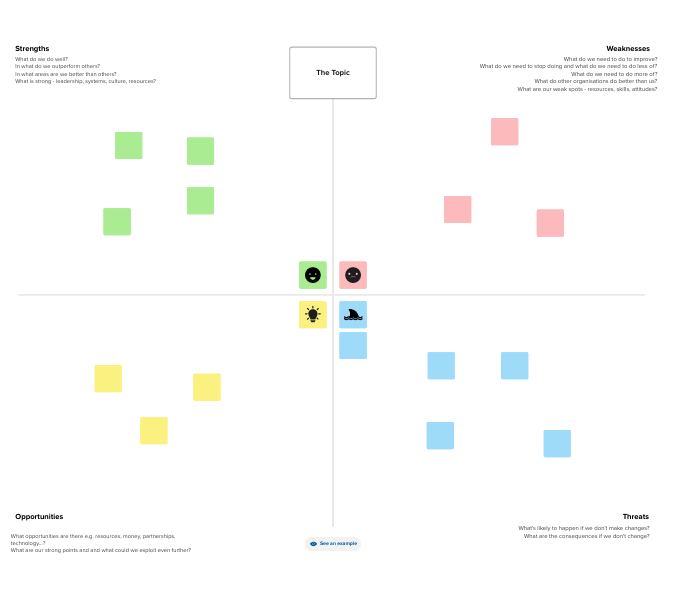 Strengths
What do we do well?
In what do we outperform others?
In what areas are we better than others?
What is strong - leadership, systems, culture, resources?
The Topic
Weaknesses
What do we need to do to improve?
What do we need to stop doing and what do we need to do less of?
What do we need to do more of?
What do other organisations do better than us?
What are our weak spots - resources, skills, attitudes?
Opportunities
What opportunities are there e.g. resources, money, partnerships,
technology...?
What are our strong points and and what could we exploit even further?
See an example
Threats
What's likely to happen if we don't make changes?
What are the consequences if we don't change?